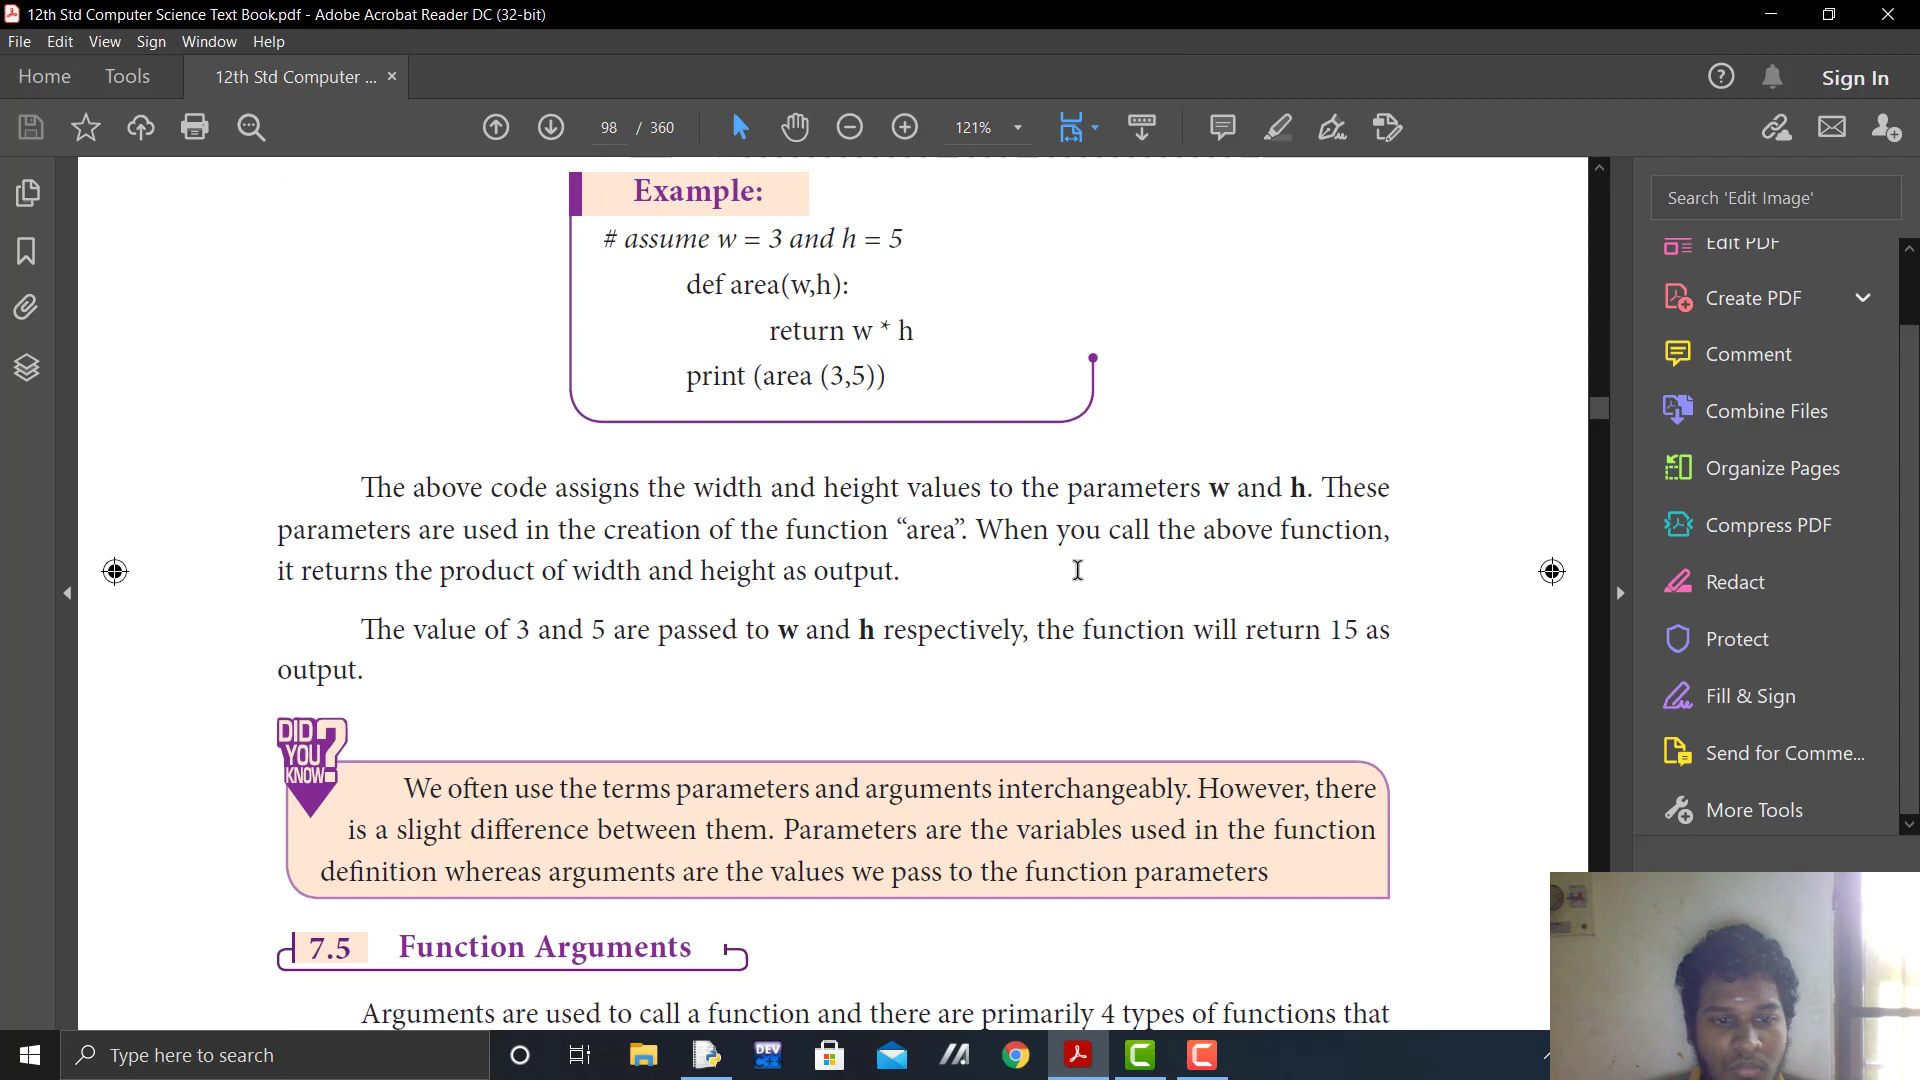 12th Std Computer Science Text Book.pdf - Adobe Acrobat Reader DC (32-bit)
File Edit View Sign Window Help
Home Tools 12th Std Computer ... × Sign In
98 / 360 121%
Example:
# assume w = 3 and h = 5
def area(w,h):
return w * h
print (area (3,5))
The above code assigns the width and height values to the parameters w and h. These
parameters are used in the creation of the function “area”. When you call the above function,
it returns the product of width and height as output.
The value of 3 and 5 are passed to w and h respectively, the function will return 15 as
output.
DID
YOU
KNOW?
We often use the terms parameters and arguments interchangeably. However, there
is a slight difference between them. Parameters are the variables used in the function
definition whereas arguments are the values we pass to the function parameters
7.5 Function Arguments
Arguments are used to call a function and there are primarily 4 types of functions that
Search 'Edit Image'
Edit PDF
Create PDF
Comment
Combine Files
Organize Pages
Compress PDF
Redact
Protect
Fill & Sign
Send for Comme...
More Tools
Type here to search
DEV
C++